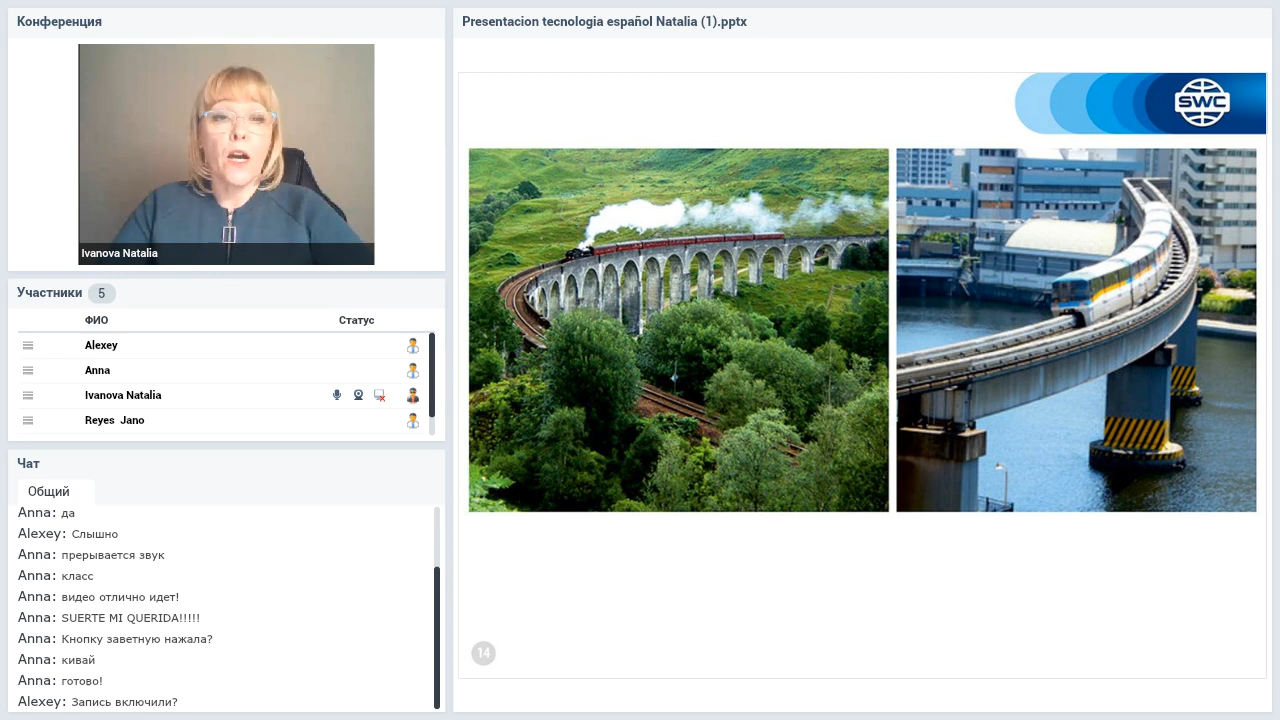 Конференция
Ivanova Natalia
Участники 5
ФИО Статус
Alexey
Anna
Ivanova Natalia
Reyes Jano
Чат
Общий
Anna: да
Alexey: Слышно
Anna: прерывается звук
Anna: класс
Anna: видео отлично идет!
Anna: SUERTE MI QUERIDA!!!!!
Anna: Кнопку заветную нажала?
Anna: кивай
Anna: готово!
Alexey: Запись включили?
Presentacion tecnologia español Natalia (1).pptx
SWC
14